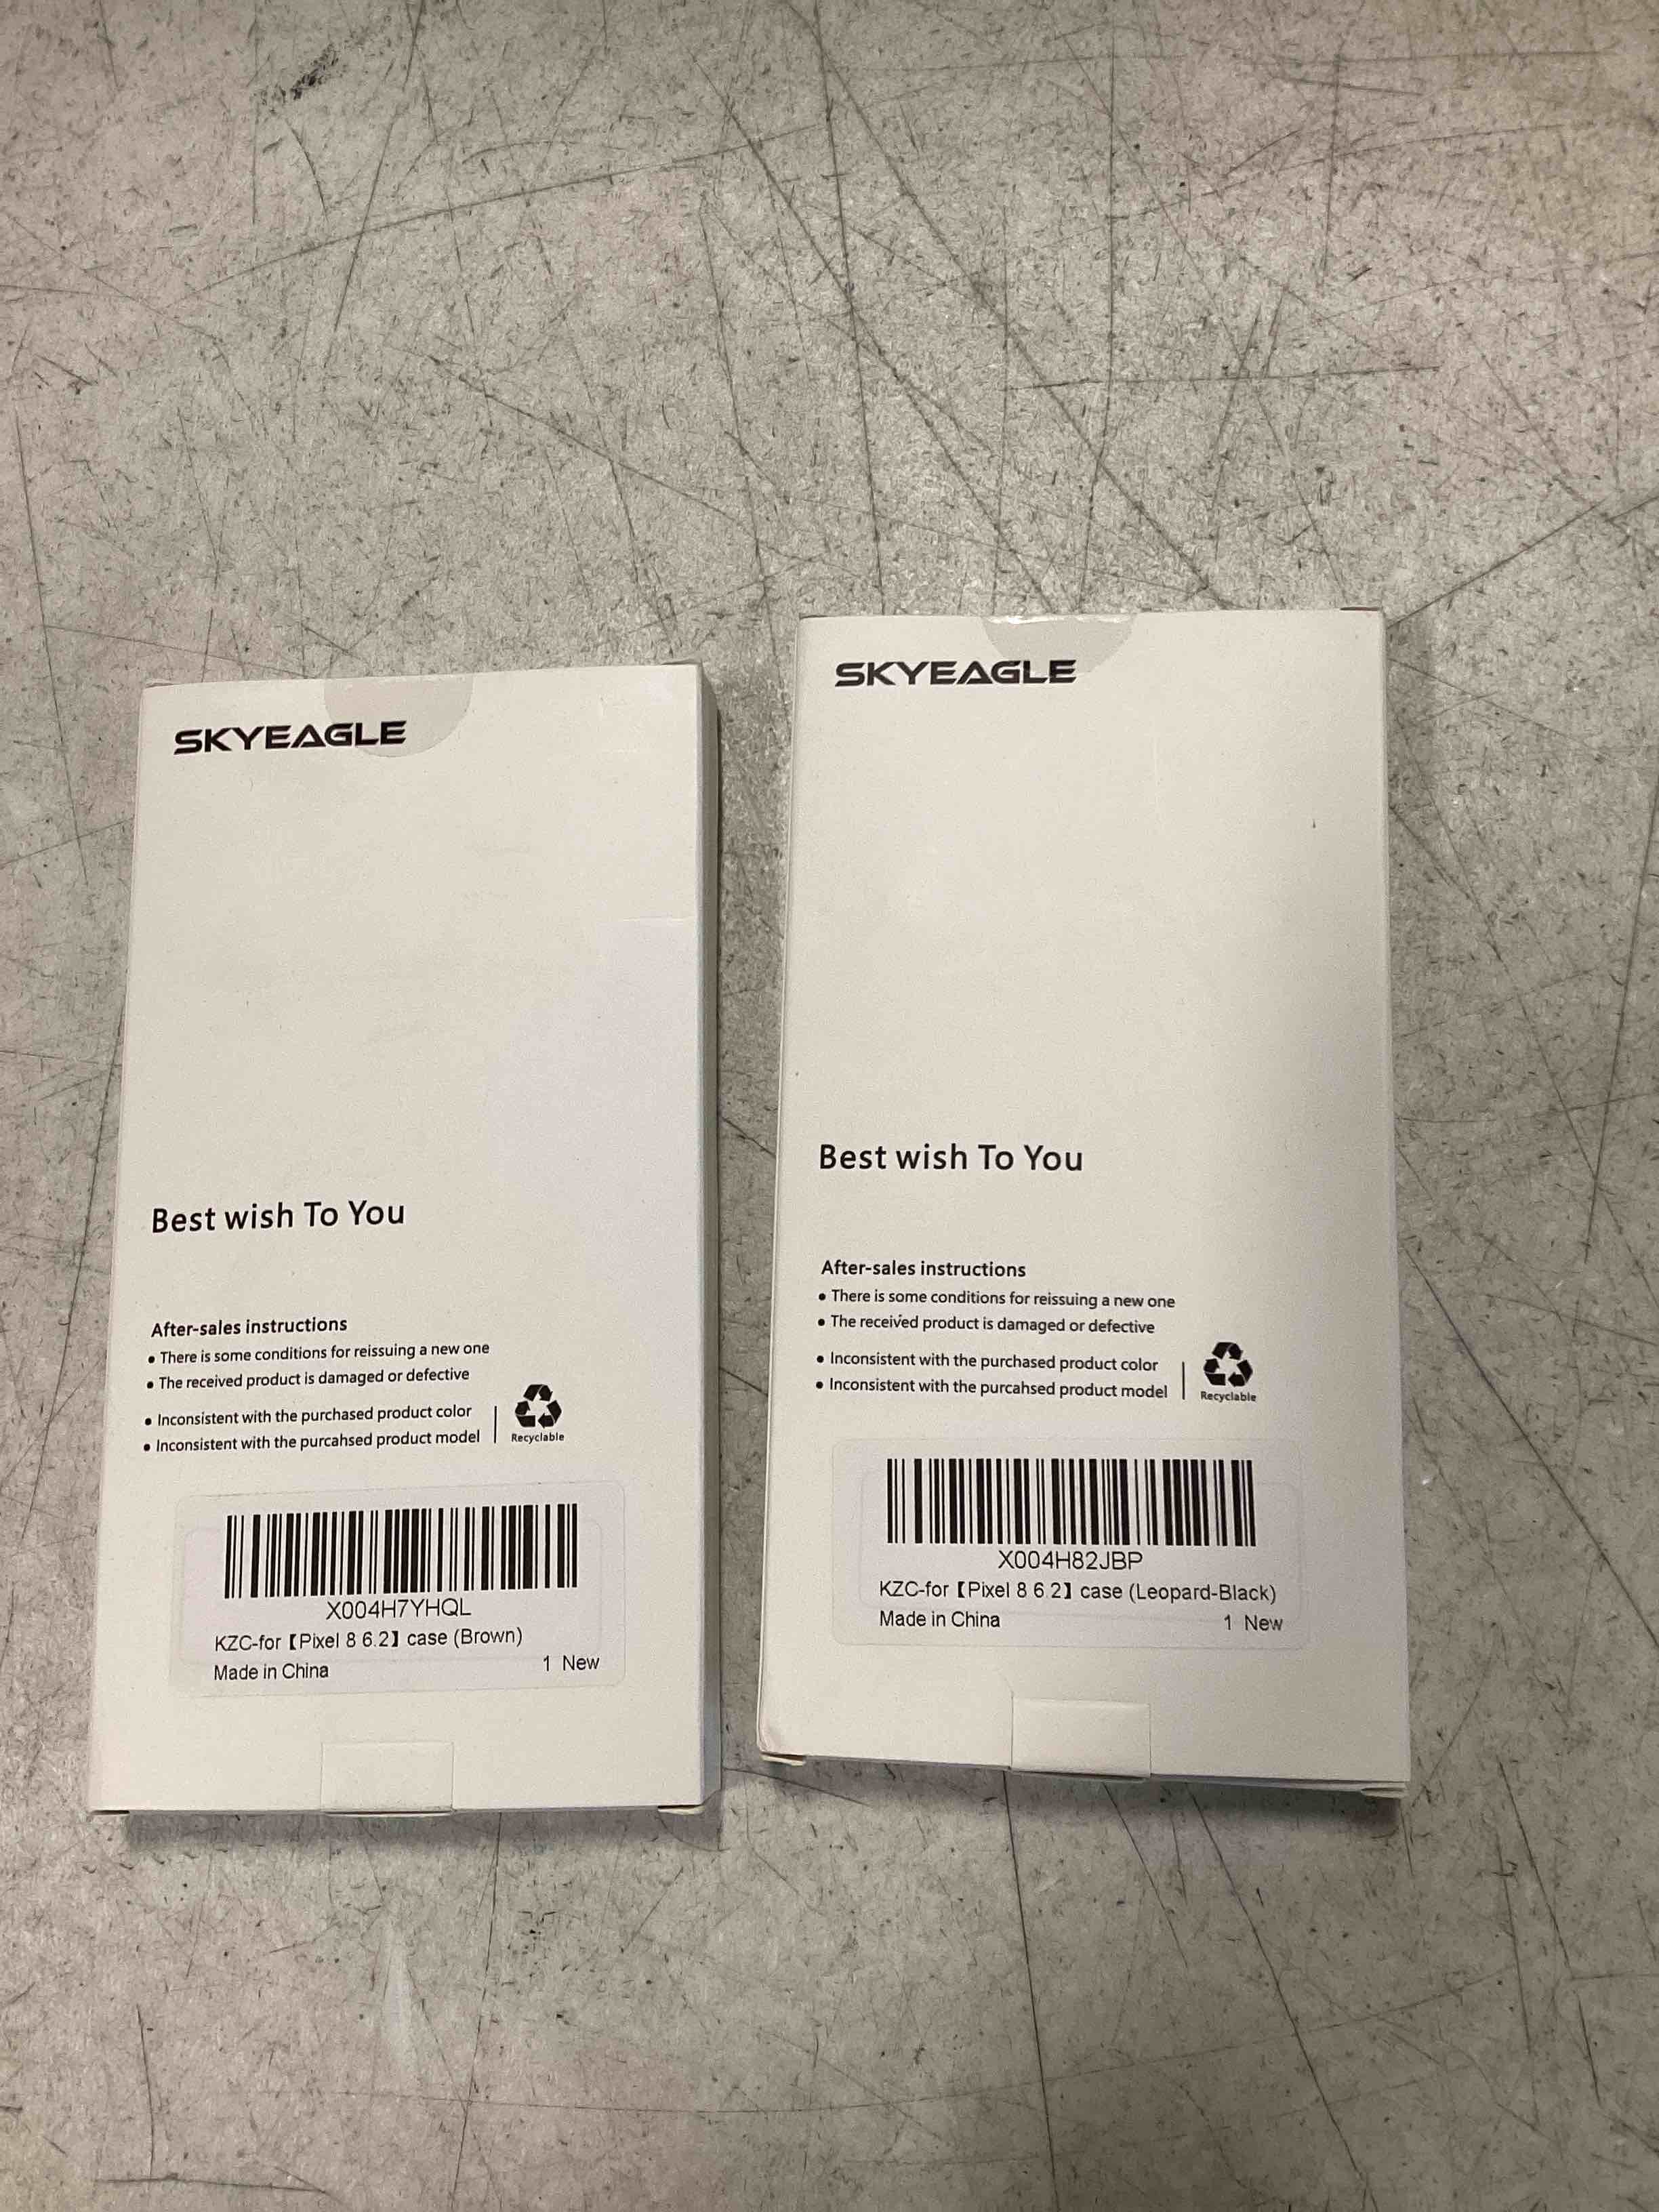 SKYEAGLE
Best wish To You
After-sales instructions
• There is some conditions for reissuing a new one
• The received product is damaged or defective
• Inconsistent with the purchased product color
• Inconsistent with the purcahsed product model
Recyclable
X004H7YHQL
KZC-for【Pixel 8 6.2】case (Brown)
Made in China
1 New
SKYEAGLE
Best wish To You
After-sales instructions
• There is some conditions for reissuing a new one
• The received product is damaged or defective
• Inconsistent with the purchased product color
• Inconsistent with the purcahsed product model
Recyclable
X004H82JBP
KZC-for【Pixel 8 6.2】case (Leopard-Black)
Made in China
1 New